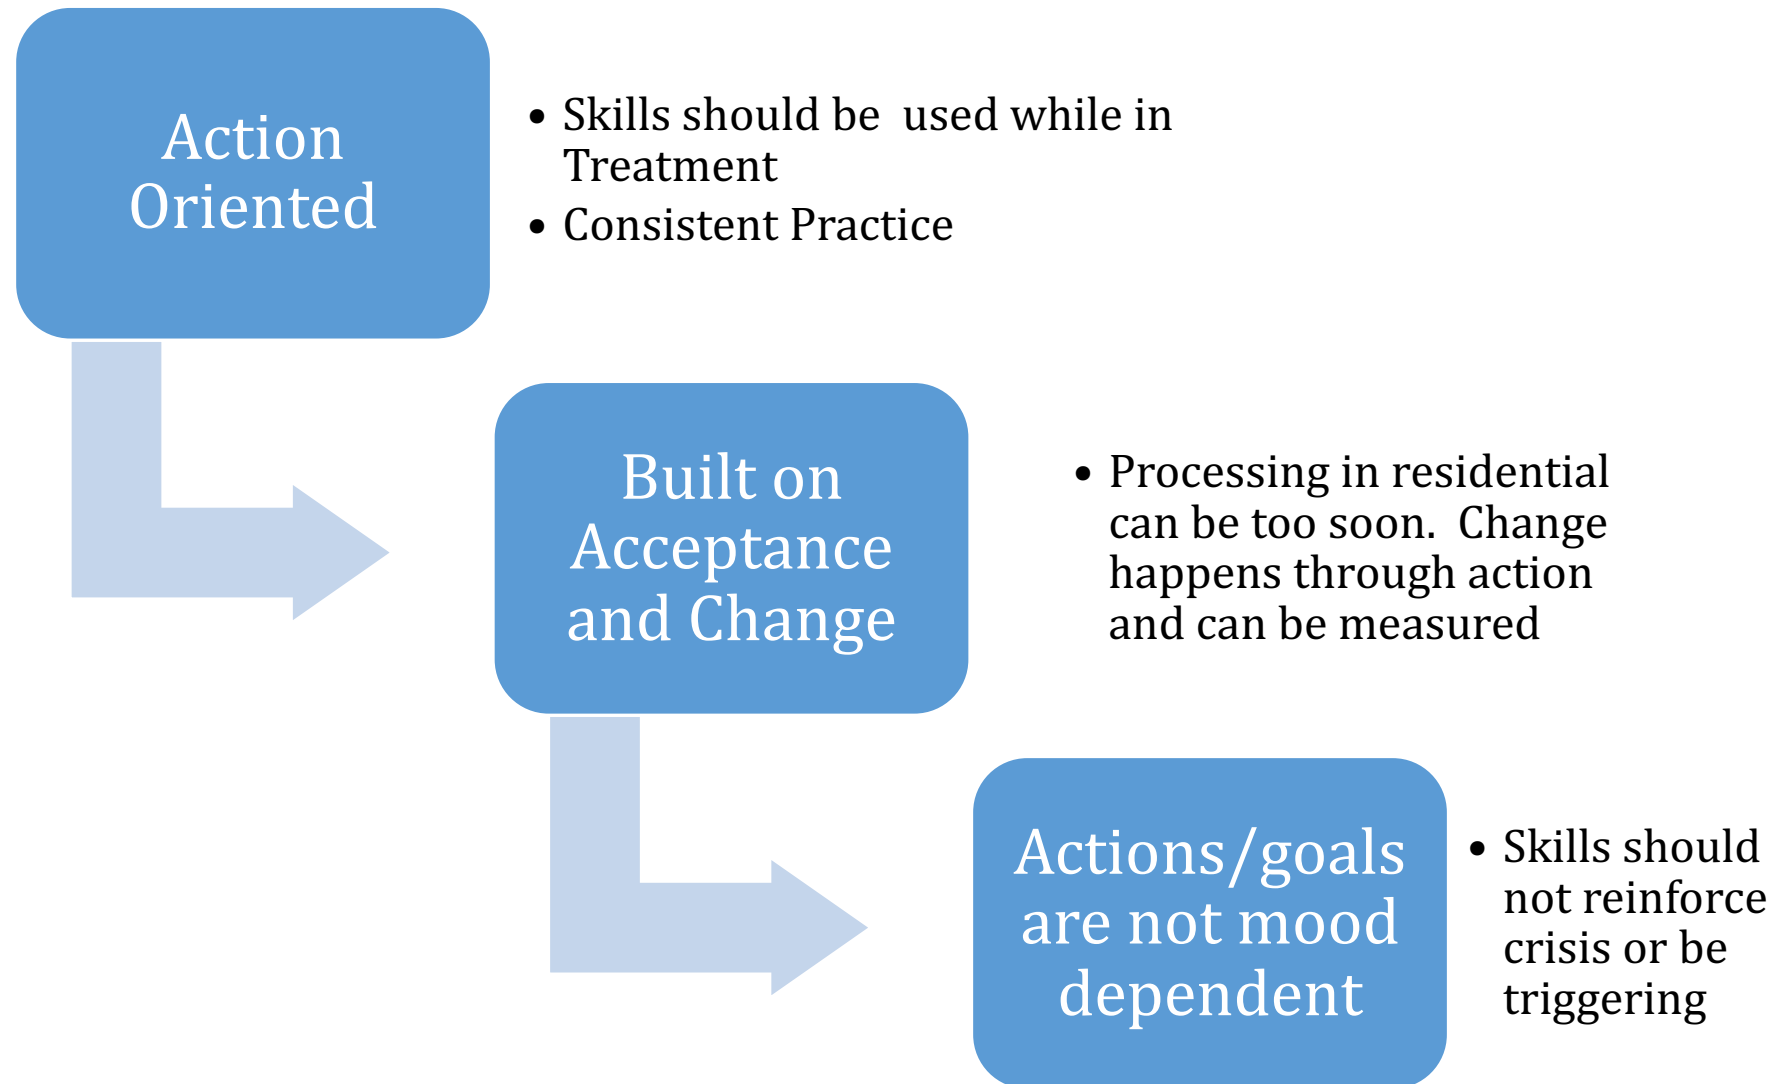 Action
Oriented
• Skills should be  used while in
Treatment
• Consistent Practice
Built on
Acceptance
and Change
• Processing in residential
can be too soon.  Change
happens through action
and can be measured
Actions/goals
are not mood
dependent
• Skills should
not reinforce
crisis or be
triggering